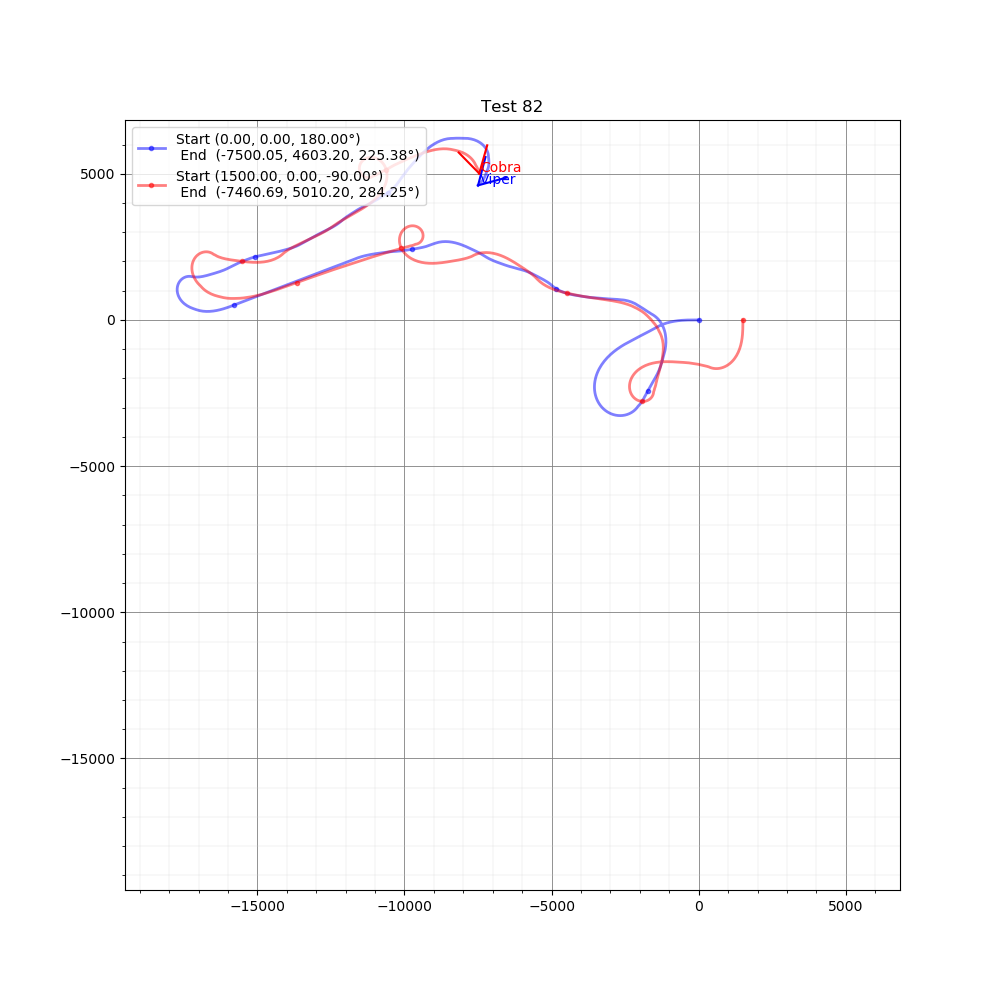 Test 82
Start (0.00, 0.00, 180.00°)
End  (-7500.05, 4603.20, 225.38°)
Start (1500.00, 0.00, -90.00°)
End  (-7460.69, 5010.20, 284.25°)
Cobra
Viper
5000
0
−5000
−10000
−15000
−15000
−10000
−5000
0
5000